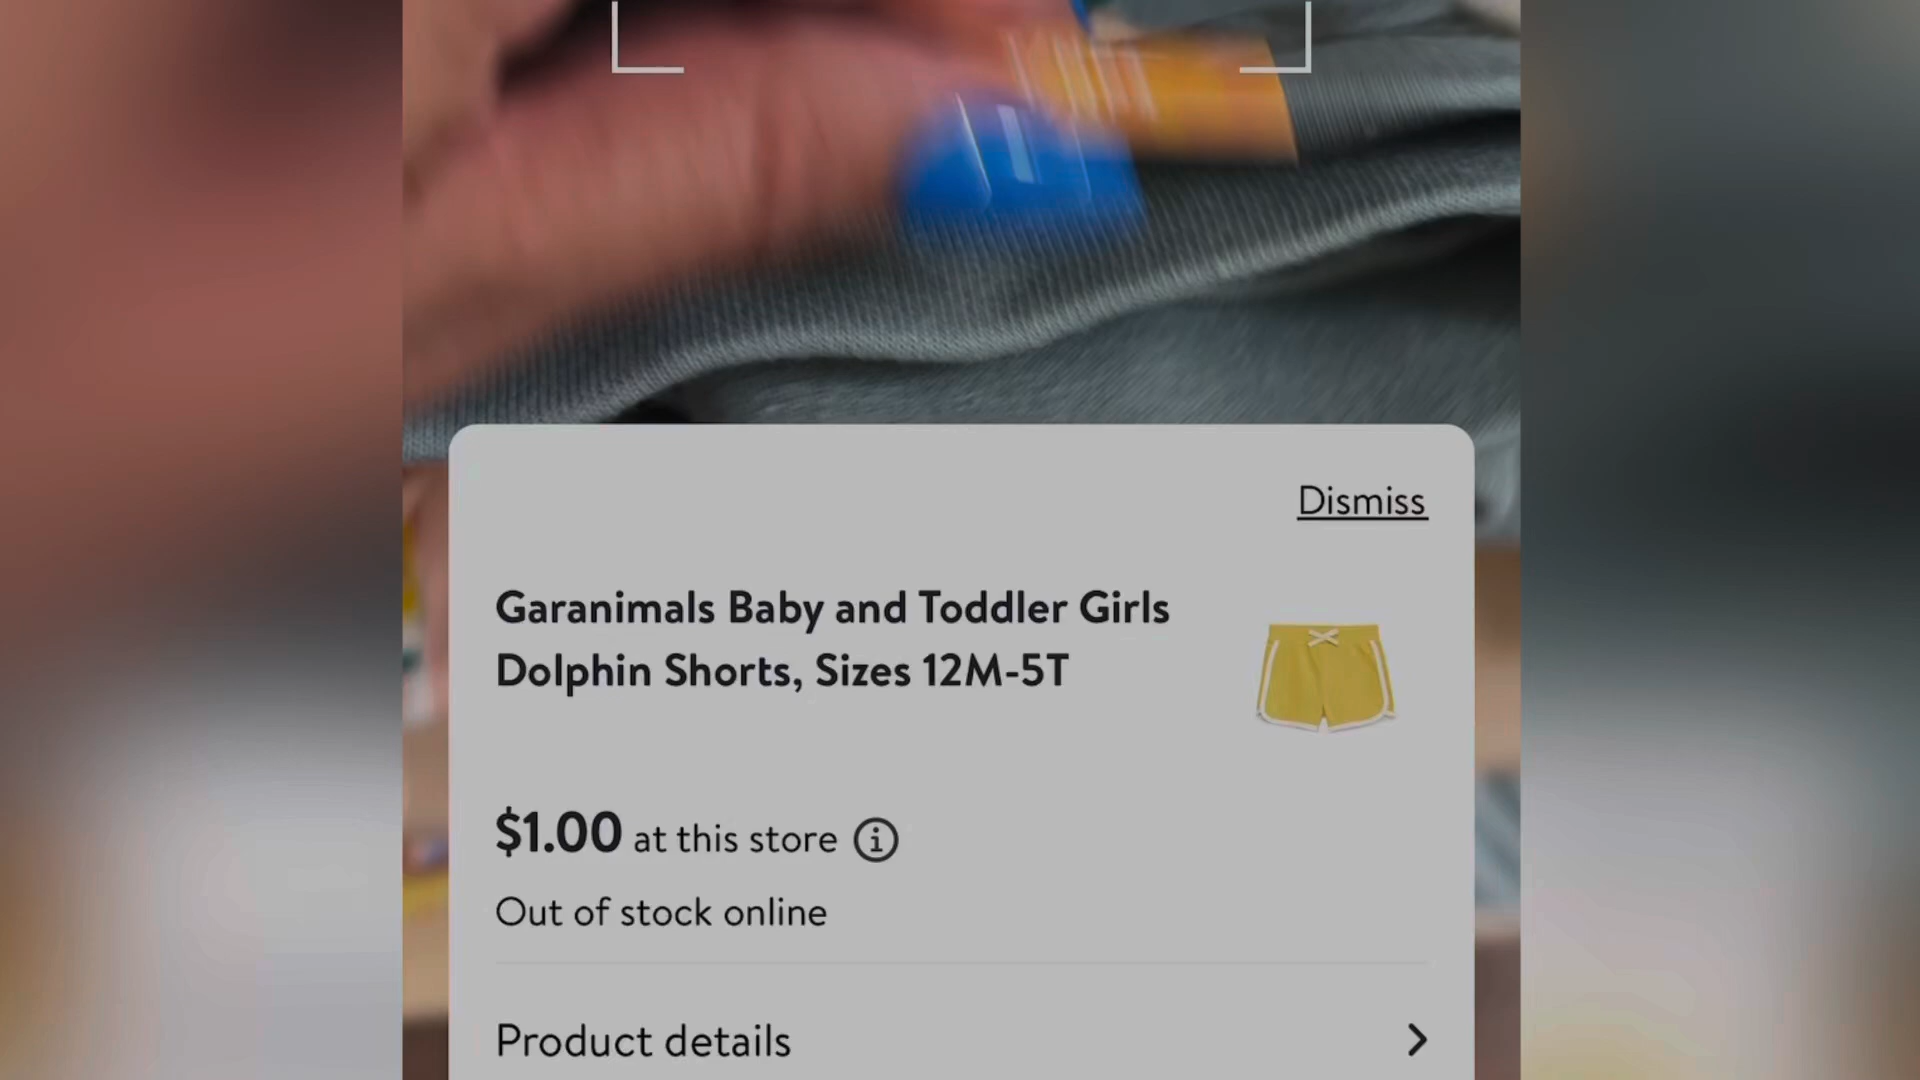 Dismiss
Garanimals Baby and Toddler Girls
Dolphin Shorts, Sizes 12M-5T
$1.00 at this store
Out of stock online
Product details